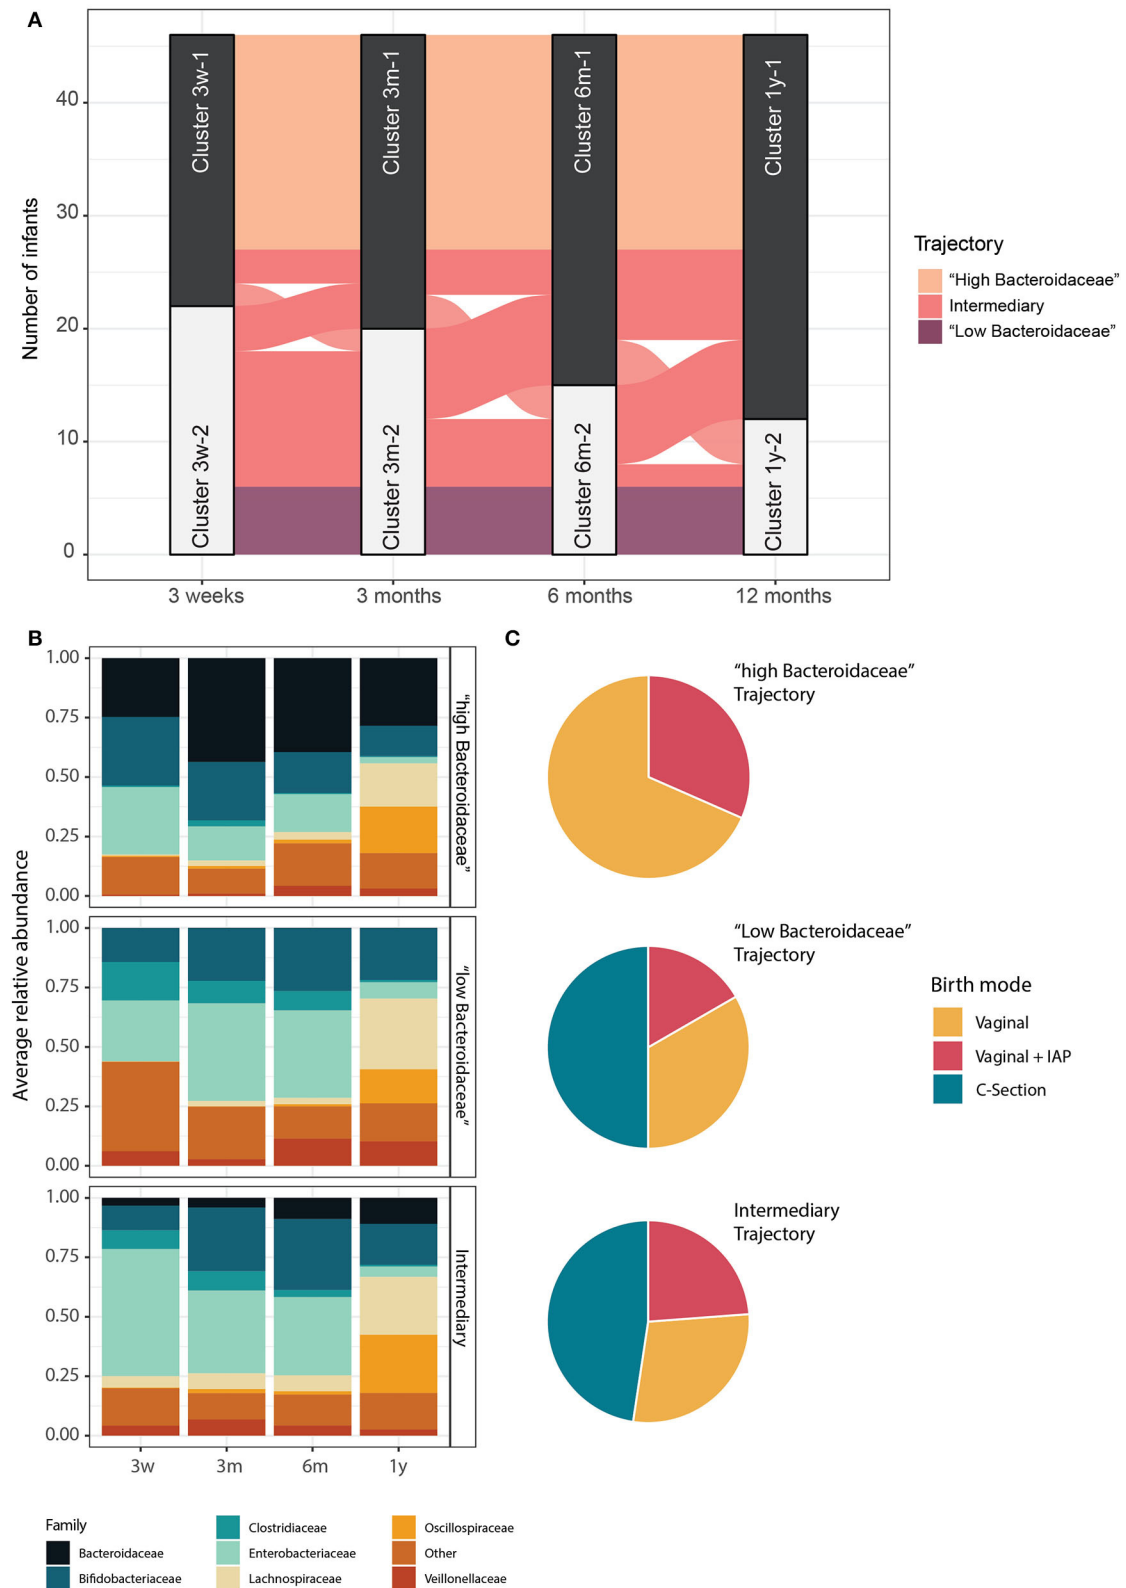 A
Number of infants
40
30
20
10
0
Cluster 3w-1
Cluster 3w-2
Cluster 3m-1
Cluster 3m-2
Cluster 6m-1
Cluster 6m-2
Cluster 1y-1
Cluster 1y-2
3 weeks
3 months
6 months
12 months
Trajectory
“High Bacteroidaceae”
Intermediary
“Low Bacteroidaceae”
B
Average relative abundance
1.00
0.75
0.50
0.25
0.00
“high Bacteroidaceae”
1.00
0.75
0.50
0.25
0.00
“low Bacteroidaceae”
1.00
0.75
0.50
0.25
0.00
Intermediary
3w
3m
6m
1y
Family
Bacteroidaceae
Bifidobacteriaceae
Clostridiaceae
Enterobacteriaceae
Lachnospiraceae
Oscillospiraceae
Other
Veillonellaceae
C
“high Bacteroidaceae”
Trajectory
“Low Bacteroidaceae”
Trajectory
Intermediary
Trajectory
Birth mode
Vaginal
Vaginal + IAP
C-Section